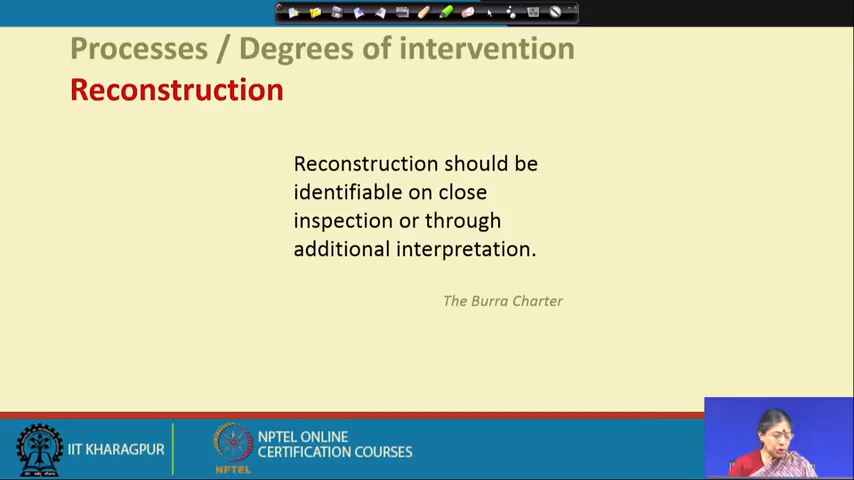 Processes / Degrees of intervention
Reconstruction
Reconstruction should be
identifiable on close
inspection or through
additional interpretation.
The Burra Charter
IIT KHARAGPUR
NPTEL
NPTEL ONLINE
CERTIFICATION COURSES